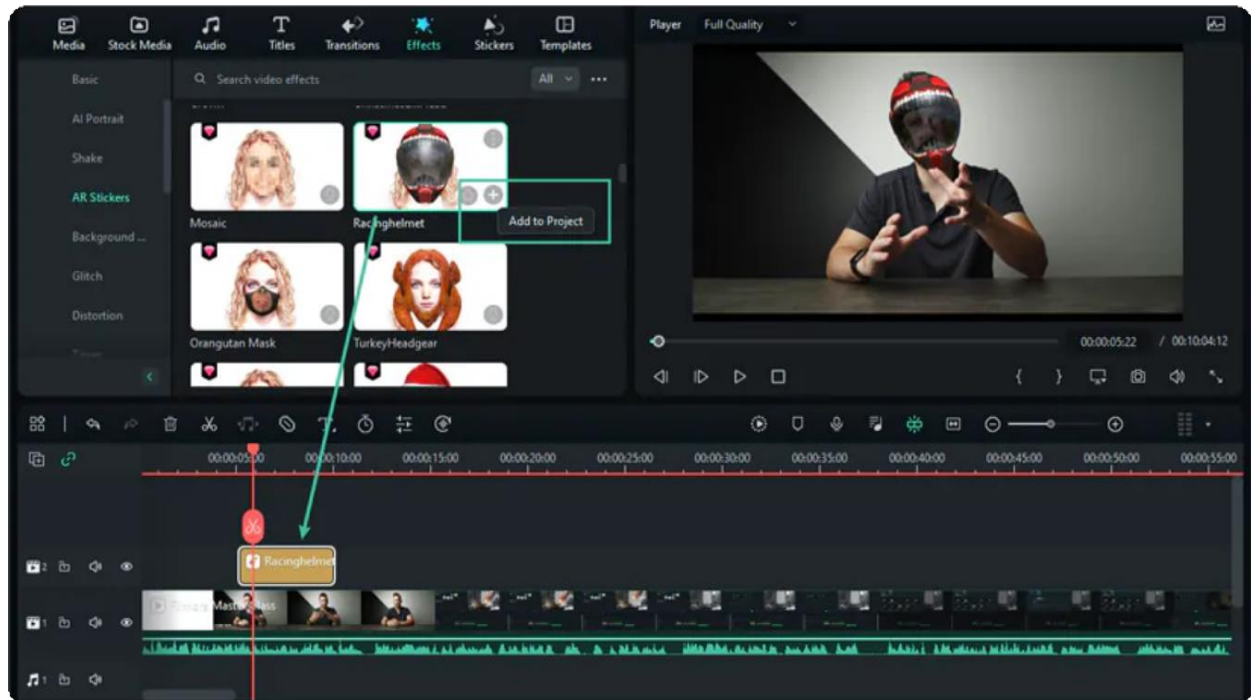 Media Stock Media Audio Titles Transitions Effects Stickers Templates
Player Full Quality
Basic
Search video effects
All
AI Portrait
Shake
AR Stickers
Background ...
Glitch
Distortion
Mosaic
Racinghelmet
Add to Project
Orangutan Mask
TurkeyHeadgear
00:00:05:22 / 00:10:04:12
00:00:05:00 00:00:10:00 00:00:15:00 00:00:20:00 00:00:25:00 00:00:30:00 00:00:35:00 00:00:40:00 00:00:45:00 00:00:50:00 00:00:55:00
2
Racinghelmet
1
1